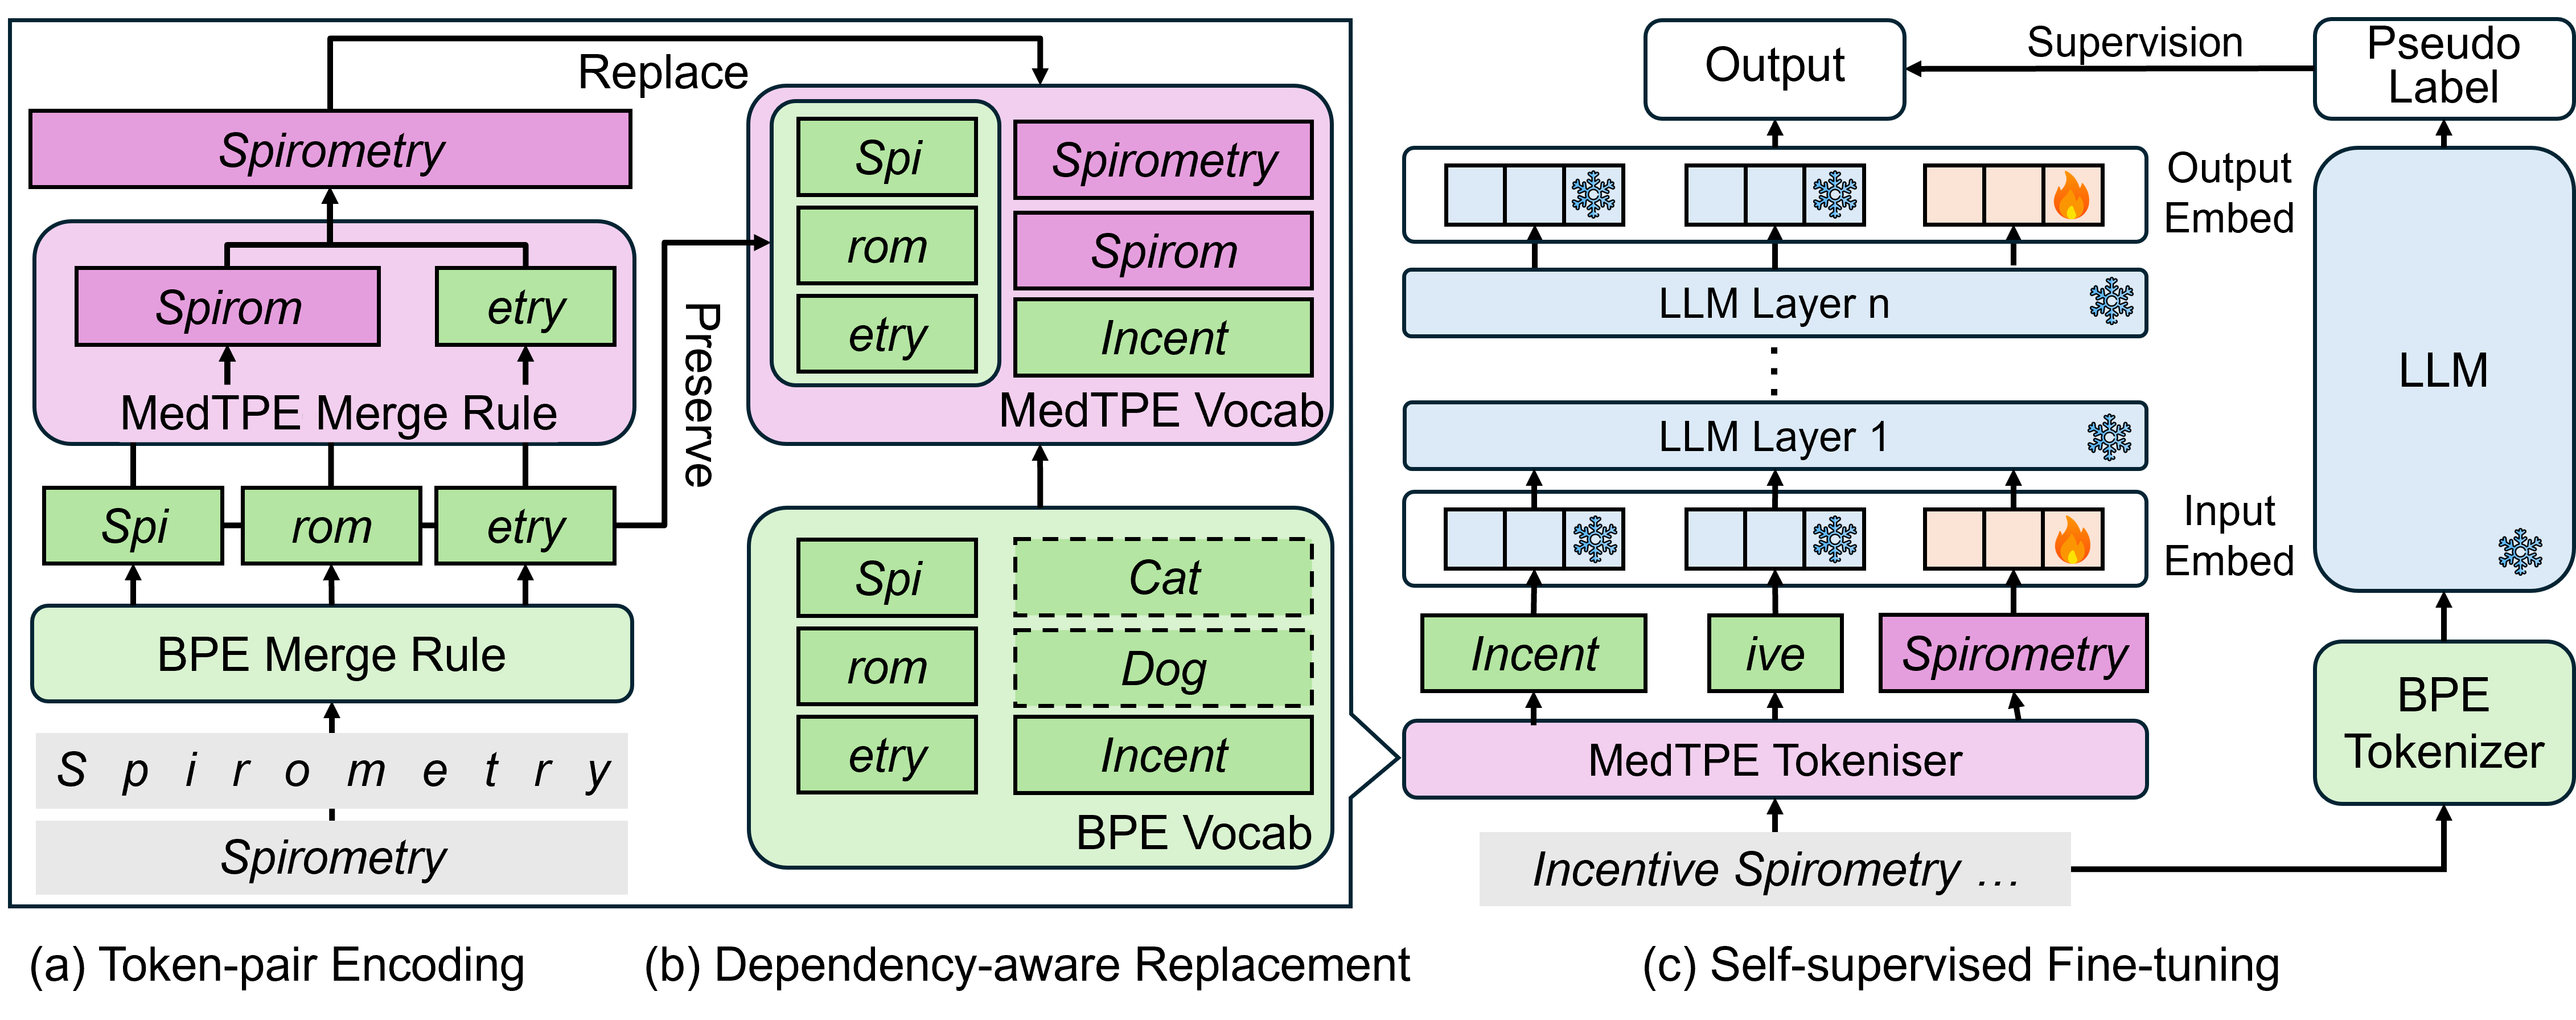 Replace
Spirometry
Spirom
etry
MedTPE Merge Rule
Spi
rom
etry
BPE Merge Rule
S p i r o m e t r y
Spirometry
Preserve
Spi
rom
etry
Spirometry
Spirom
Incent
MedTPE Vocab
Spi
rom
etry
Cat
Dog
Incent
BPE Vocab
(a) Token-pair Encoding
(b) Dependency-aware Replacement
Output
Supervision
Pseudo
Label
Output
Embed
LLM Layer n
LLM Layer 1
Input
Embed
Incent
ive
Spirometry
MedTPE Tokeniser
Incentive Spirometry …
LLM
BPE
Tokenizer
(c) Self-supervised Fine-tuning